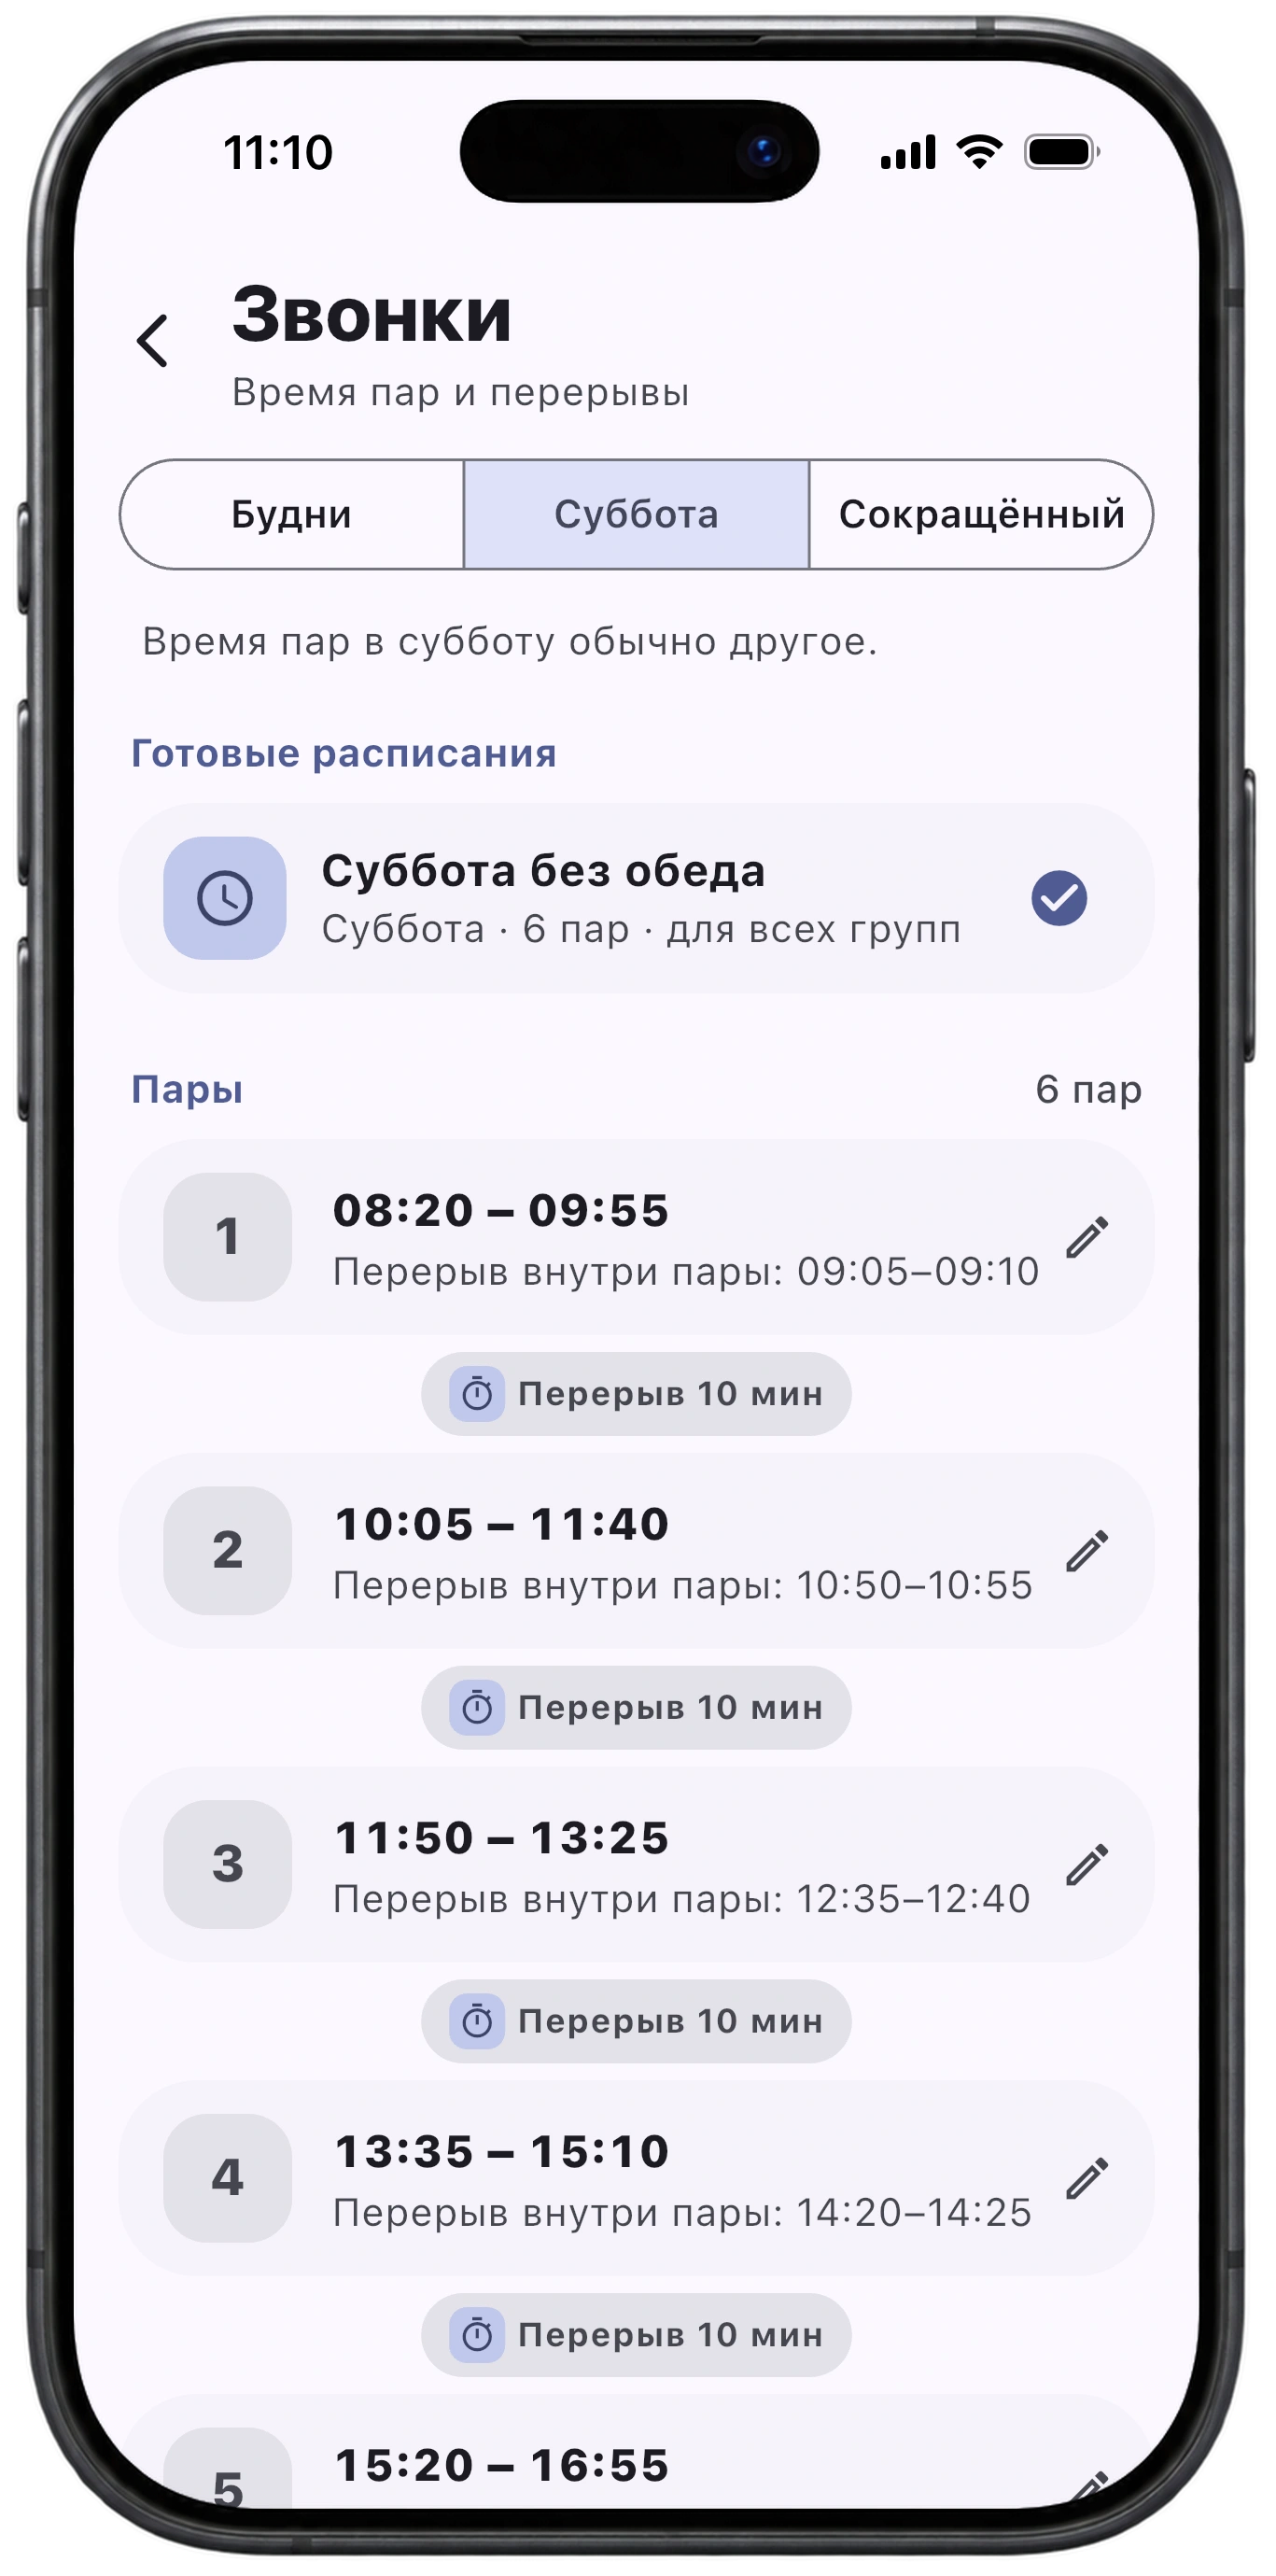 11:10
Звонки
Время пар и перерывы
Будни
Суббота
Сокращённый
Время пар в субботу обычно другое.
Готовые расписания
Суббота без обеда
Суббота · 6 пар · для всех групп
Пары
6 пар
1
08:20 – 09:55
Перерыв внутри пары: 09:05–09:10
Перерыв 10 мин
2
10:05 – 11:40
Перерыв внутри пары: 10:50–10:55
Перерыв 10 мин
3
11:50 – 13:25
Перерыв внутри пары: 12:35–12:40
Перерыв 10 мин
4
13:35 – 15:10
Перерыв внутри пары: 14:20–14:25
Перерыв 10 мин
5
15:20 – 16:55